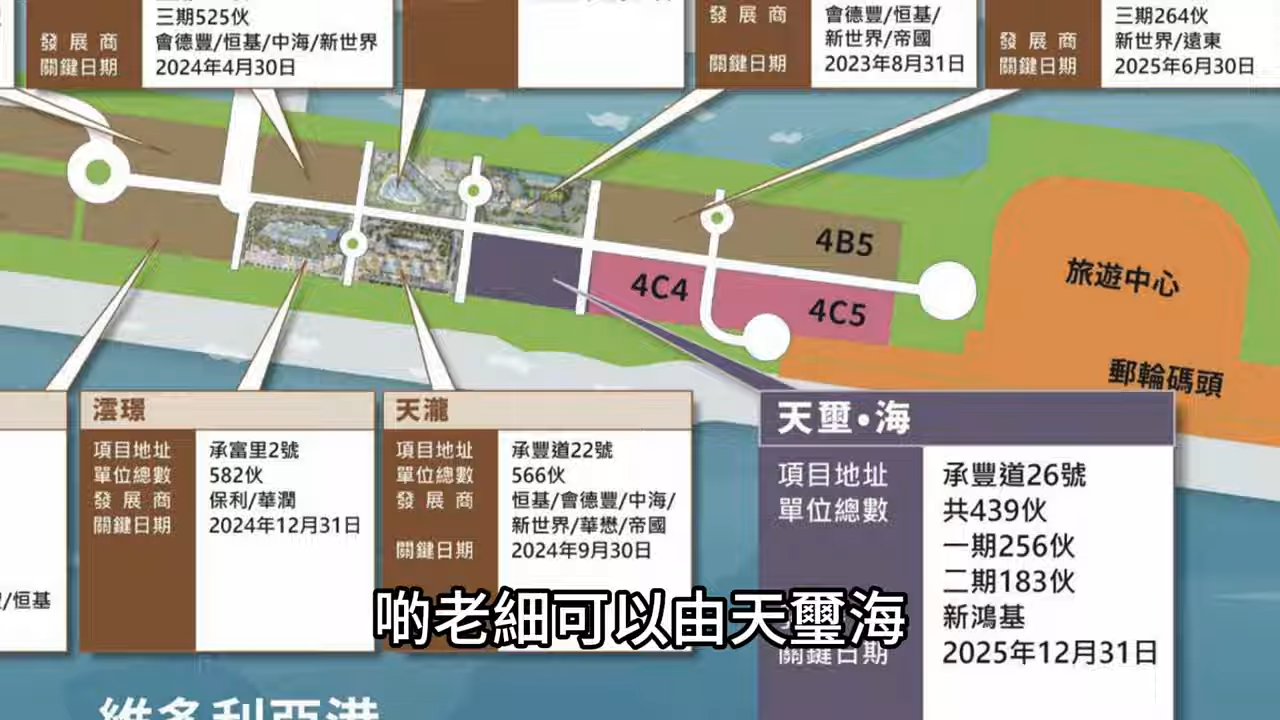 三期525伙
發展商
會德豐/恒基/中海/新世界
關鍵日期
2024年4月30日
發展商
會德豐/恒基/
新世界/帝國
關鍵日期
2023年8月31日
三期264伙
發展商
新世界/遠東
關鍵日期
2025年6月30日
4B5
4C4
4C5
旅遊中心
郵輪碼頭
/恒基
澐璟
項目地址
承富里2號
單位總數
582伙
發展商
保利/華潤
關鍵日期
2024年12月31日
天瀧
項目地址
承豐道22號
單位總數
566伙
發展商
恒基/會德豐/中海/
新世界/華懋/帝國
關鍵日期
2024年9月30日
天璽•海
項目地址
承豐道26號
單位總數
共439伙
一期256伙
二期183伙
新鴻基
關鍵日期
2025年12月31日
啲老細可以由天璽海
維多利亞港